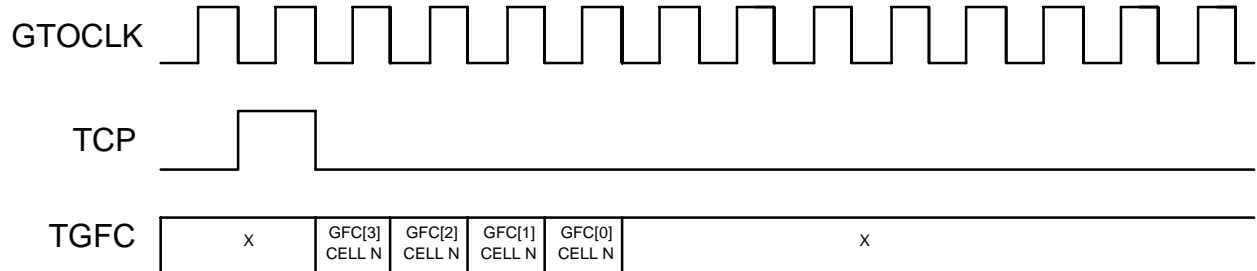 GTOCLK
TCP
TGFC
X
GFC[3]
CELL N
GFC[2]
CELL N
GFC[1]
CELL N
GFC[0]
CELL N
X